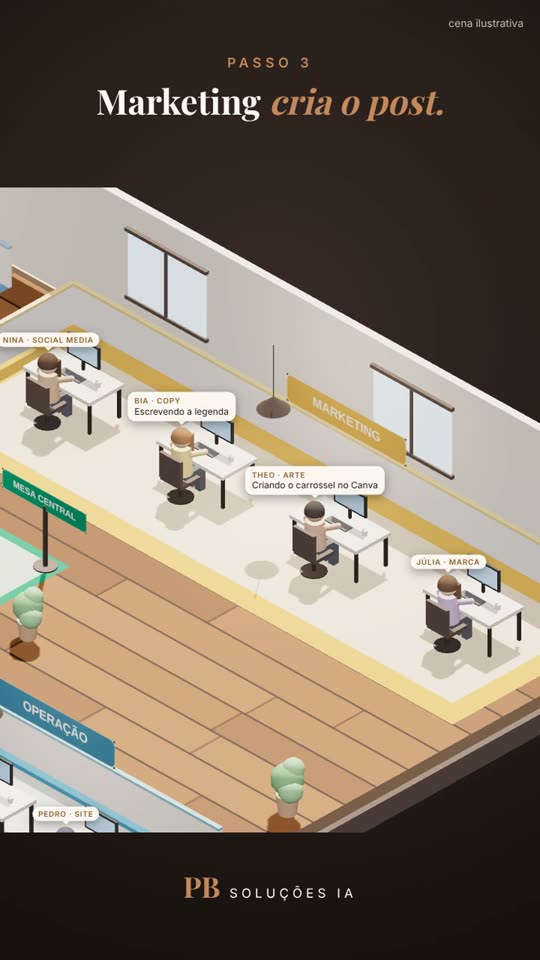 cena ilustrativa
PASSO 3
Marketing cria o post.
NINA · SOCIAL MEDIA
BIA · COPY
Escrevendo a legenda
MARKETING
THEO · ARTE
Criando o carrossel no Canva
MESA CENTRAL
JÚLIA · MARCA
OPERAÇÃO
PEDRO · SITE
PB SOLUÇÕES IA